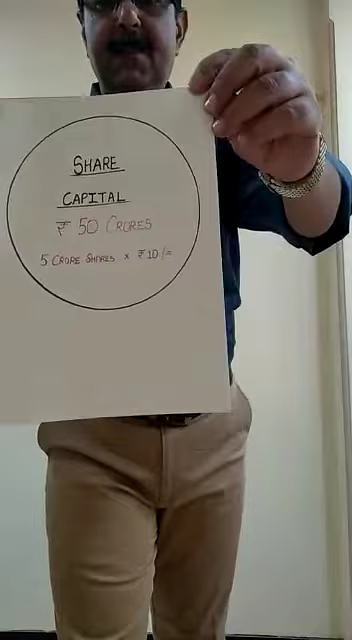 SHARE
CAPITAL
₹ 50 CRORES
5 CRORE SHARES x ₹ 10/=